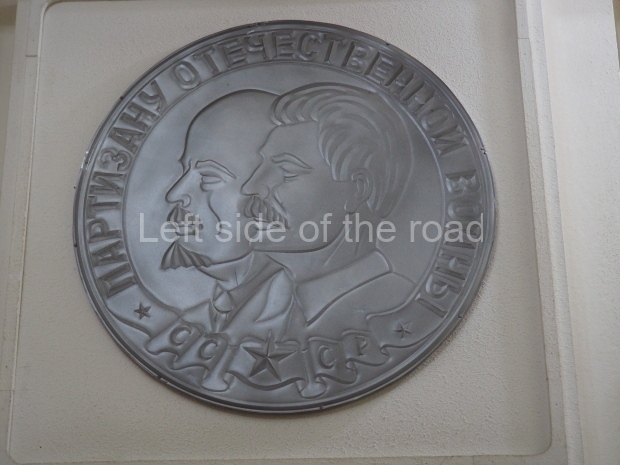 ПАРТИЗАНУ ОТЕЧЕСТВЕННОЙ ВОЙНЫ
Left side of the road
СС СР